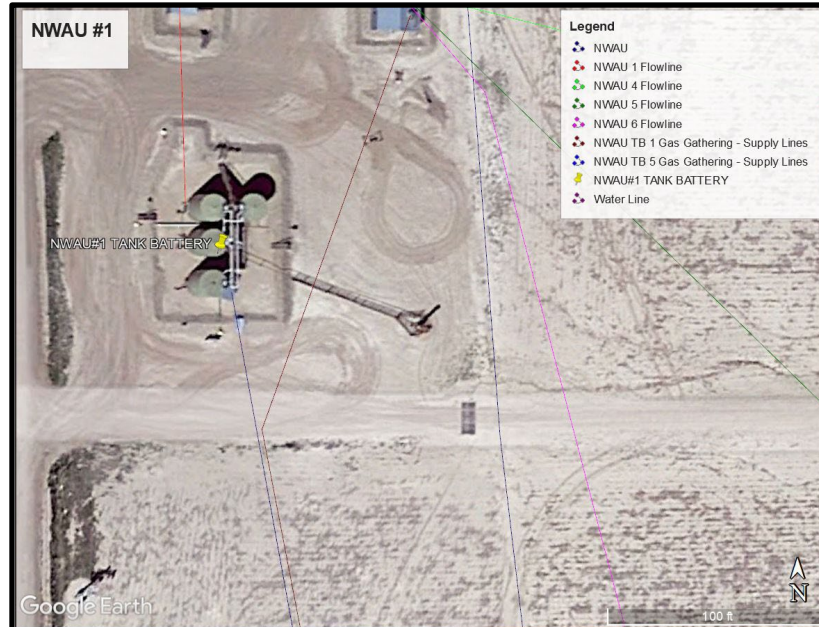 NWAU #1
Legend
NWAU
NWAU 1 Flowline
NWAU 4 Flowline
NWAU 5 Flowline
NWAU 6 Flowline
NWAU TB 1 Gas Gathering - Supply Lines
NWAU TB 5 Gas Gathering - Supply Lines
NWAU#1 TANK BATTERY
Water Line
NWAU#1 TANK BATTERY
Google Earth
N
100 ft